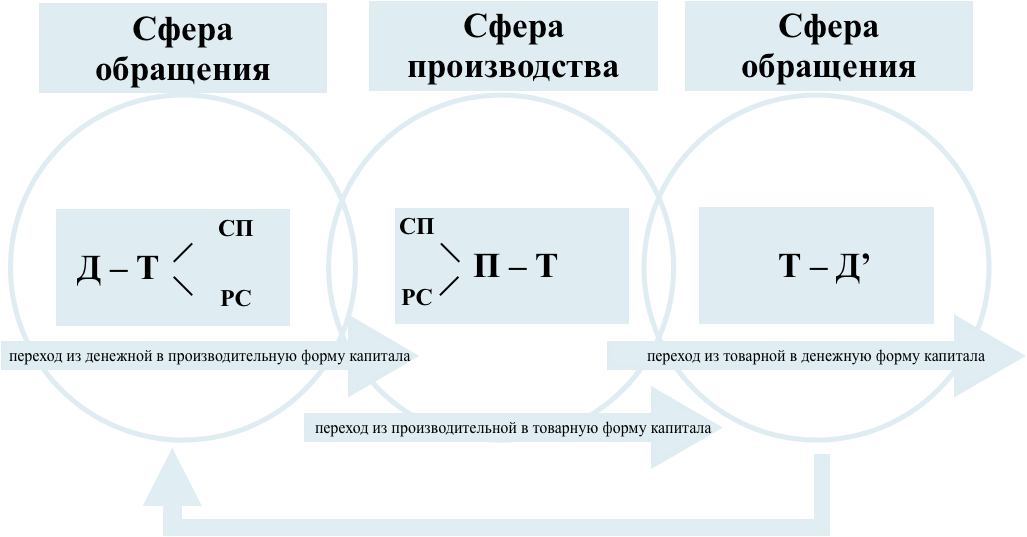 Сфера
обращения
Сфера
производства
Сфера
обращения
СП
Д – Т
РС
СП
П – Т
РС
Т – Д’
переход из денежной в производительную форму капитала
переход из товарной в денежную форму капитала
переход из производительной в товарную форму капитала